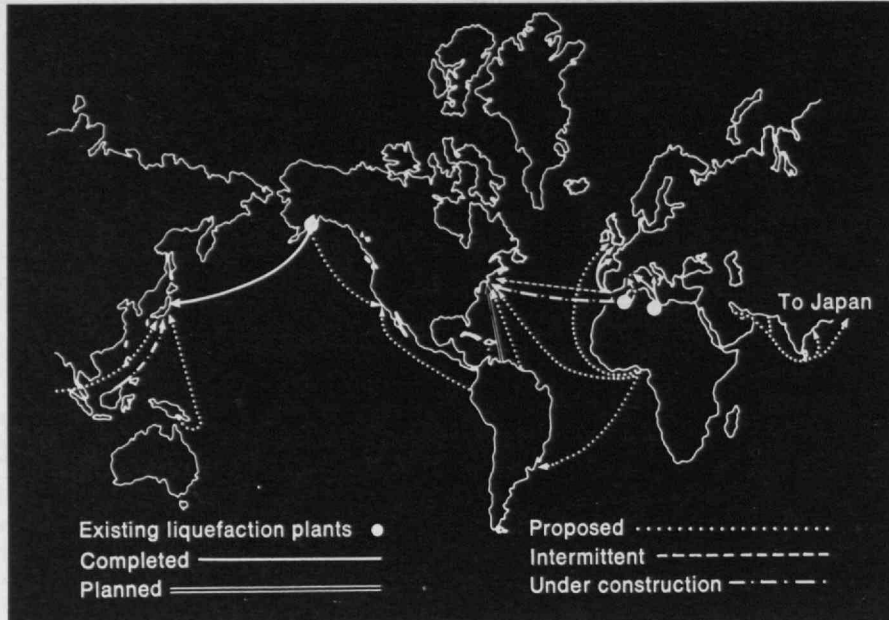 To Japan
Existing liquefaction plants
Completed
Planned
Proposed
Intermittent
Under construction